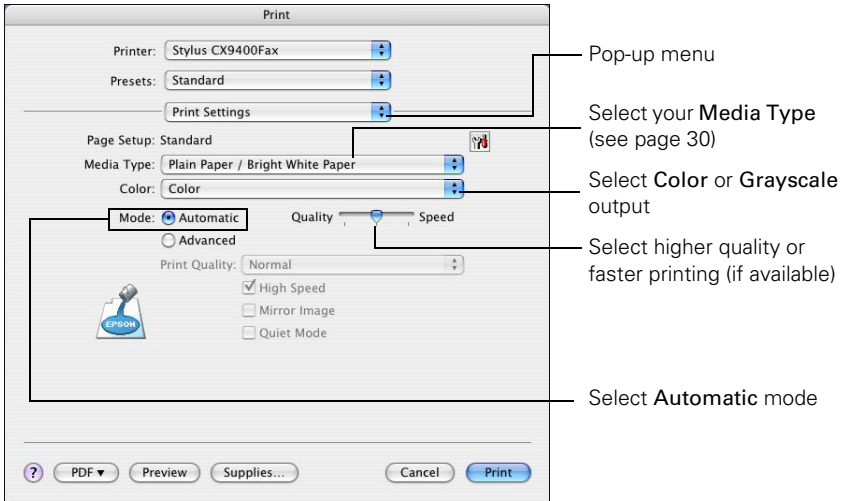 Print
Printer: Stylus CX9400Fax
Presets: Standard
Print Settings
Page Setup: Standard
Media Type: Plain Paper / Bright White Paper
Color: Color
Mode: Automatic Quality Speed
Advanced
Print Quality: Normal
High Speed
Mirror Image
Quiet Mode
EPSON
? PDF ▼ Preview Supplies... Cancel Print
Pop-up menu
Select your Media Type
(see page 30)
Select Color or Grayscale
output
Select higher quality or
faster printing (if available)
Select Automatic mode